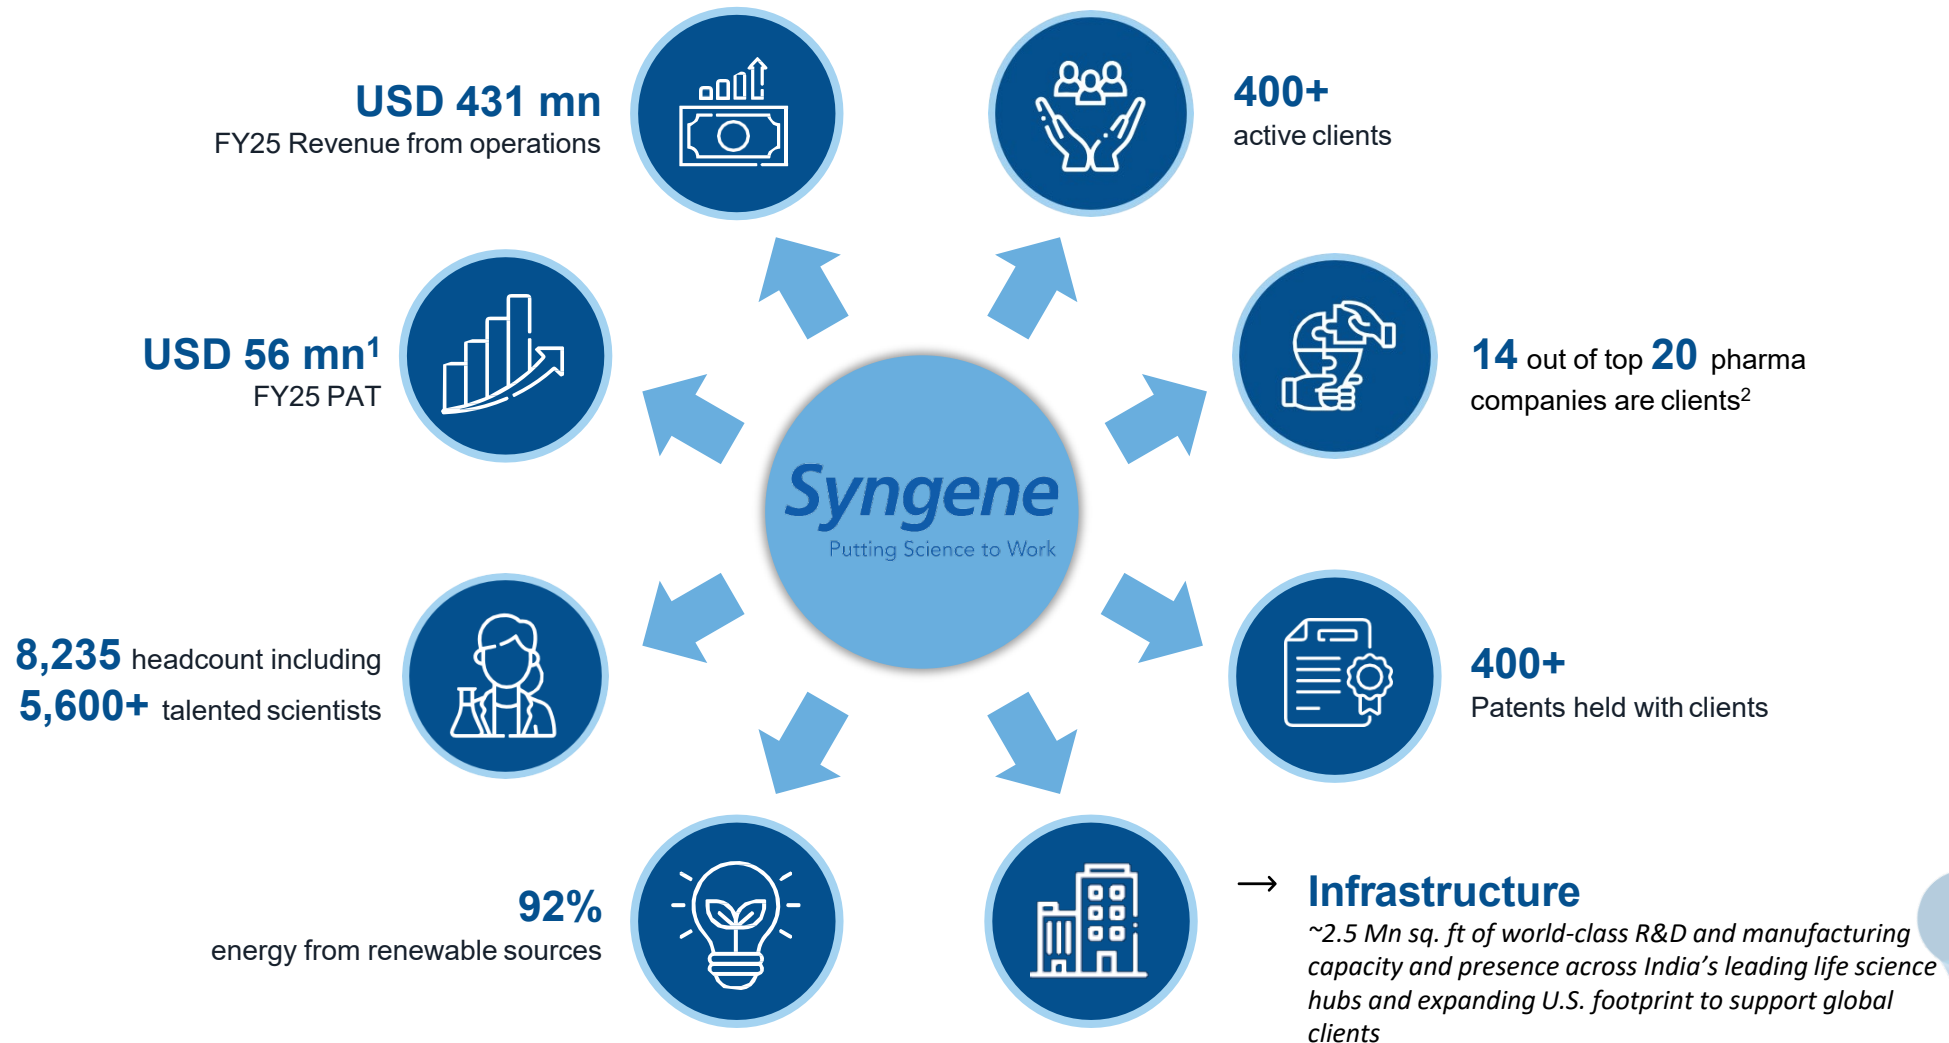 USD 431 mn
FY25 Revenue from operations
400+
active clients
USD 56 mn¹
FY25 PAT
14 out of top 20 pharma
companies are clients²
Syngene
Putting Science to Work
8,235 headcount including
5,600+ talented scientists
400+
Patents held with clients
92%
energy from renewable sources
→ Infrastructure
~2.5 Mn sq. ft of world-class R&D and manufacturing
capacity and presence across India’s leading life science
hubs and expanding U.S. footprint to support global
clients